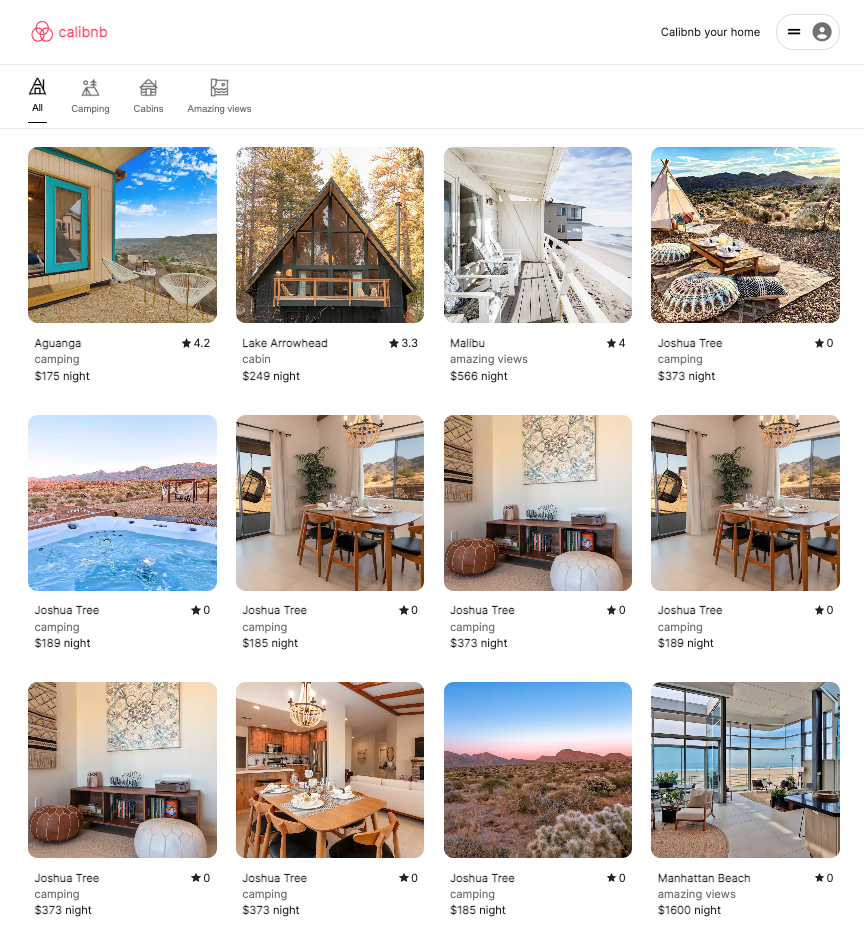 calibnb
Calibnb your home
All
Camping
Cabins
Amazing views
Aguanga 4.2
camping
$175 night
Lake Arrowhead 3.3
cabin
$249 night
Malibu 4
amazing views
$566 night
Joshua Tree 0
camping
$373 night
Joshua Tree 0
camping
$189 night
Joshua Tree 0
camping
$185 night
Joshua Tree 0
camping
$373 night
Joshua Tree 0
camping
$189 night
Joshua Tree 0
camping
$373 night
Joshua Tree 0
camping
$373 night
Joshua Tree 0
camping
$185 night
Manhattan Beach 0
amazing views
$1600 night